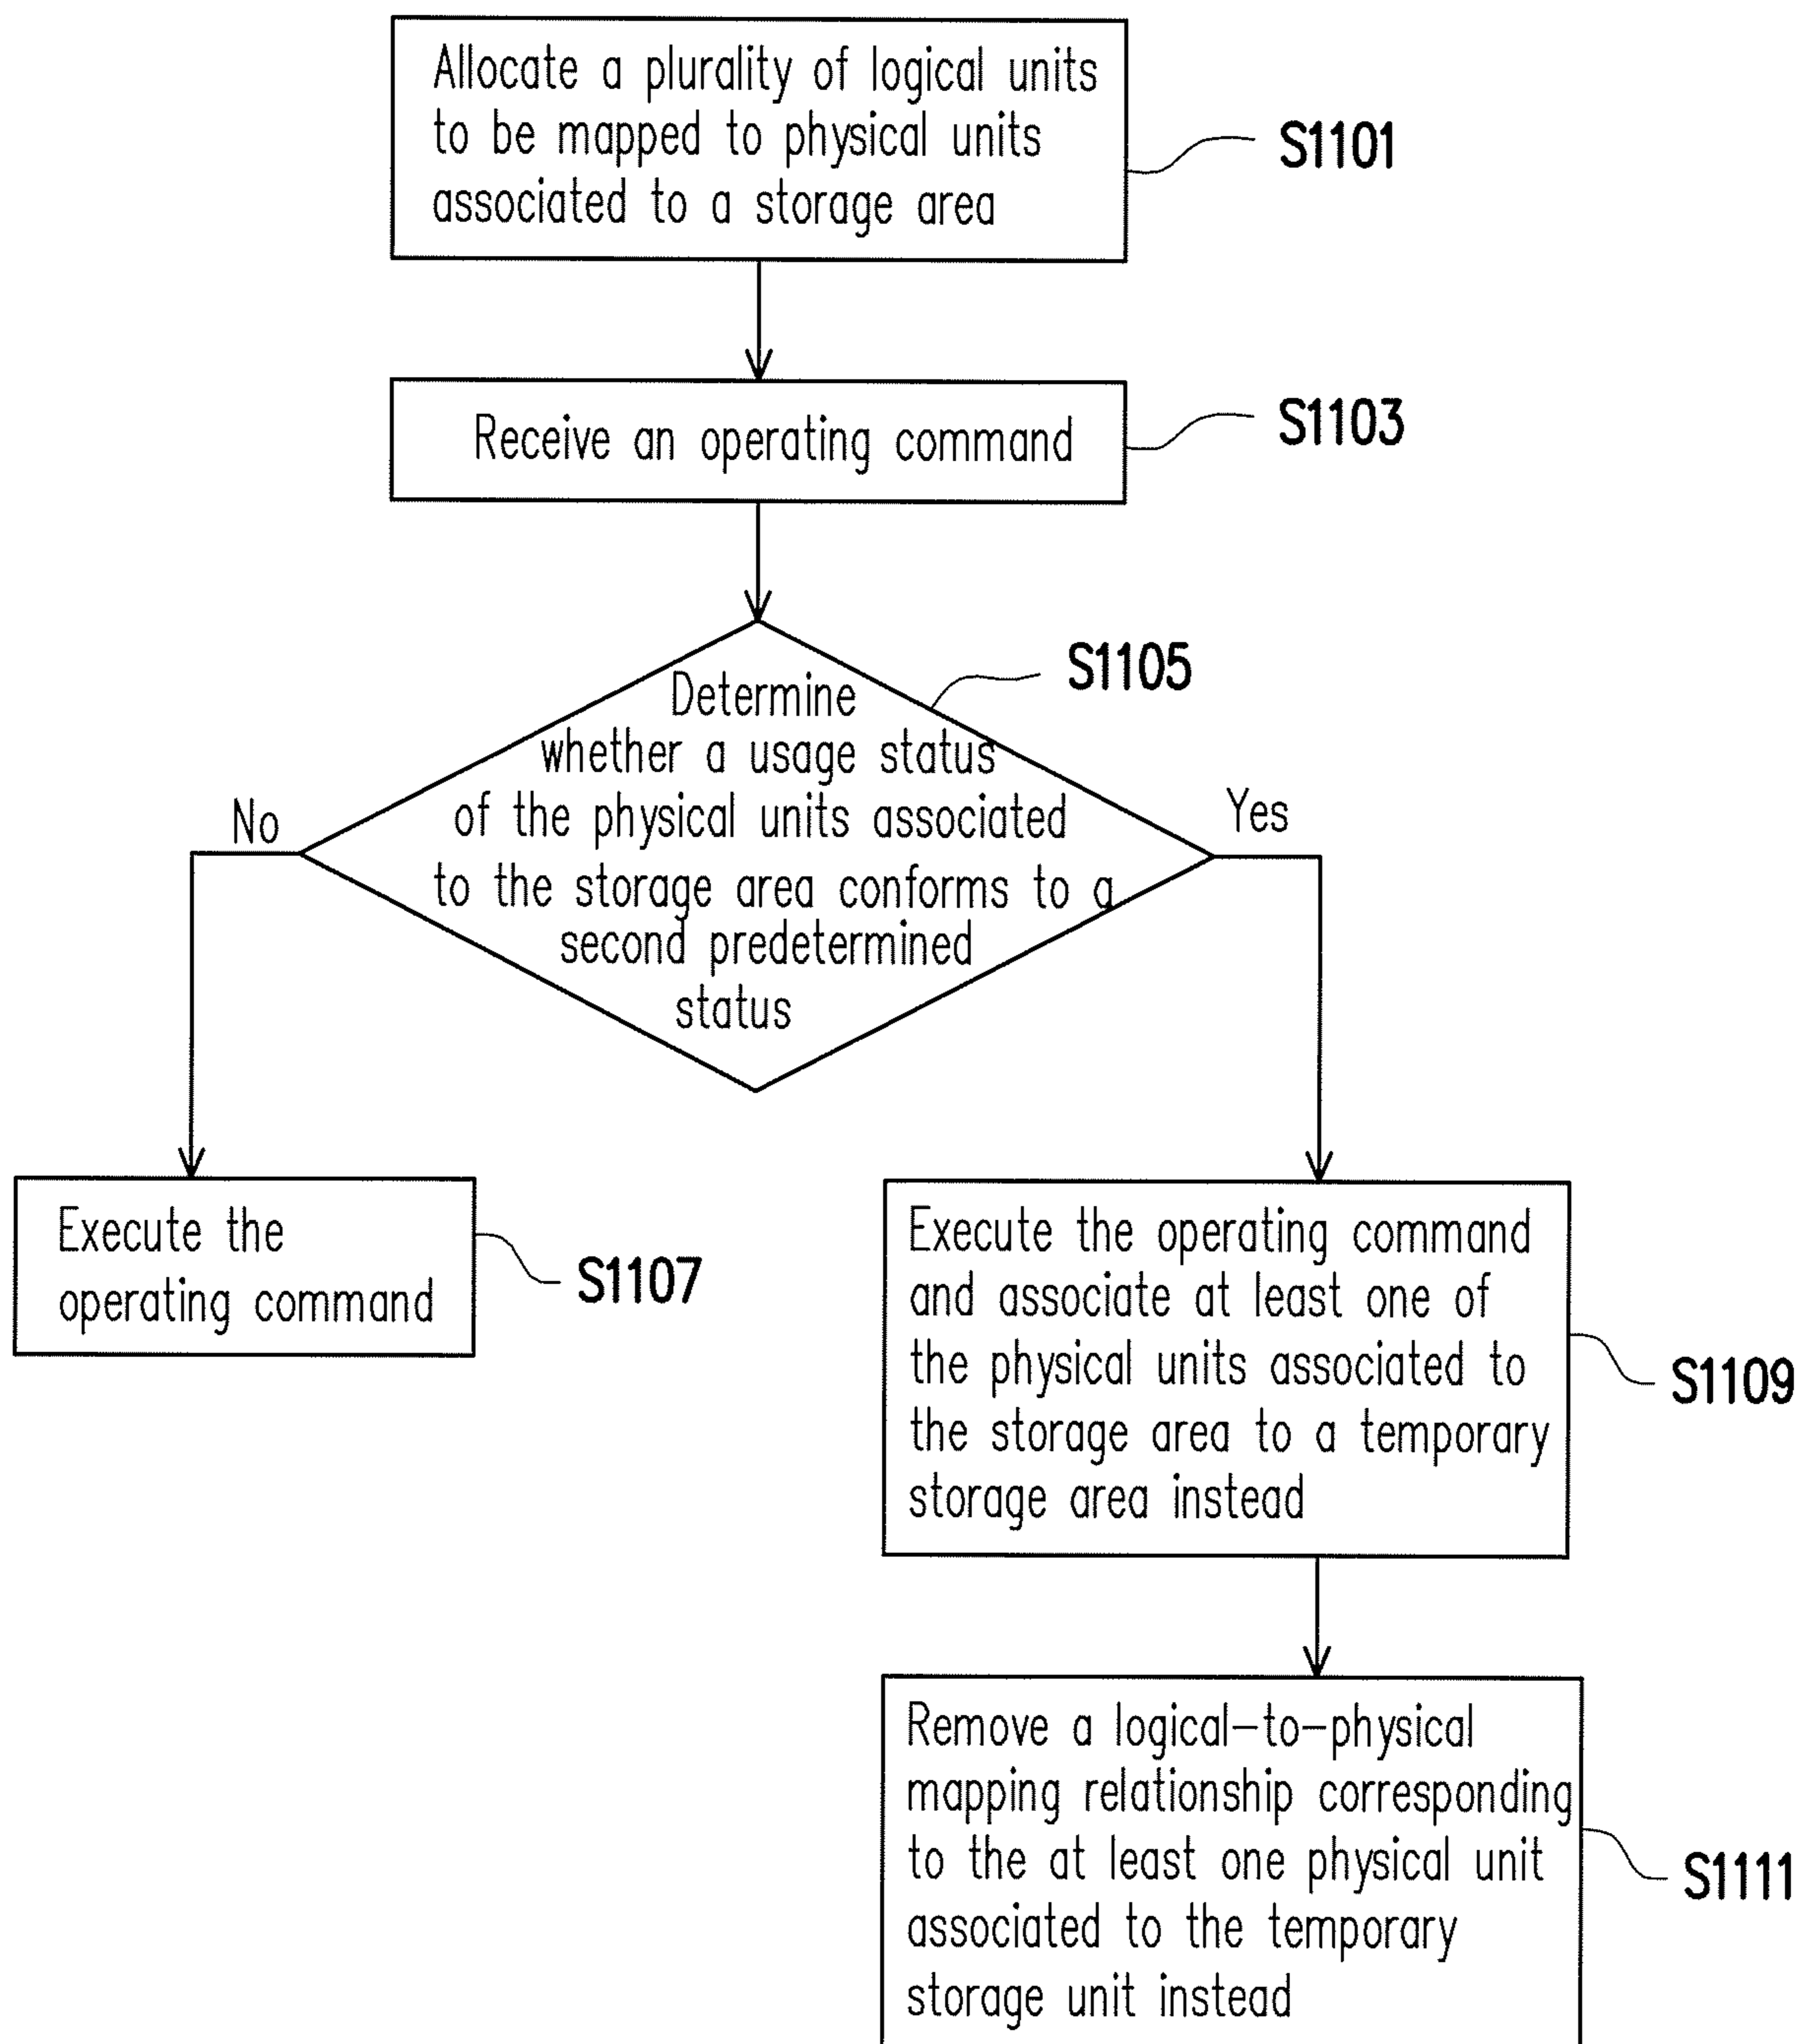 Allocate a plurality of logical units
to be mapped to physical units
associated to a storage area
S1101
Receive an operating command
S1103
Determine
whether a usage status
of the physical units associated
to the storage area conforms to a
second predetermined
status
S1105
No
Yes
Execute the
operating command
S1107
Execute the operating command
and associate at least one of
the physical units associated to
the storage area to a temporary
storage area instead
S1109
Remove a logical-to-physical
mapping relationship corresponding
to the at least one physical unit
associated to the temporary
storage unit instead
S1111